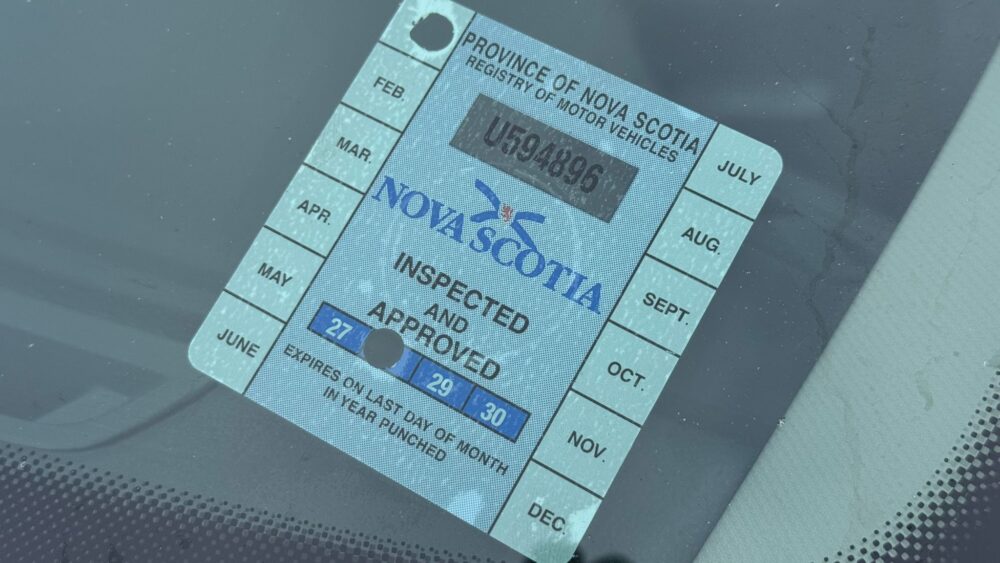 PROVINCE OF NOVA SCOTIA
REGISTRY OF MOTOR VEHICLES
U594896
NOVA SCOTIA
INSPECTED
AND
APPROVED
27 29 30
EXPIRES ON LAST DAY OF MONTH
IN YEAR PUNCHED
FEB.
MAR.
APR.
MAY
JUNE
JULY
AUG.
SEPT.
OCT.
NOV.
DEC.